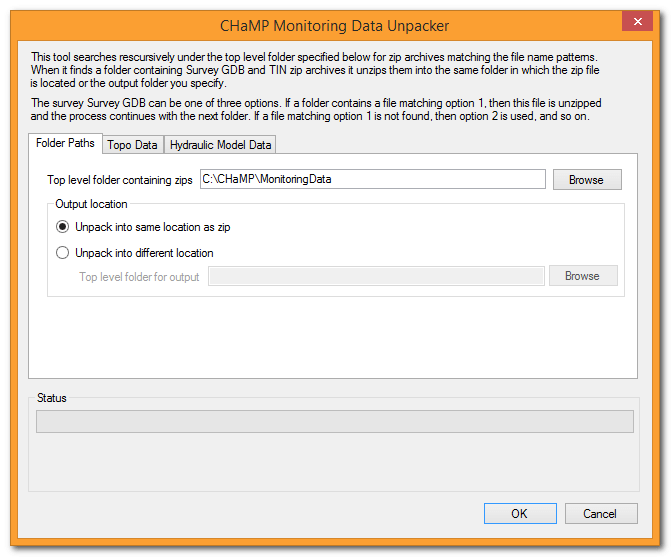 CHaMP Monitoring Data Unpacker
This tool searches rescursively under the top level folder specified below for zip archives matching the file name patterns.
When it finds a folder containing Survey GDB and TIN zip archives it unzips them into the same folder in which the zip file
is located or the output folder you specify.
The survey Survey GDB can be one of three options. If a folder contains a file matching option 1, then this file is unzipped
and the process continues with the next folder. If a file matching option 1 is not found, then option 2 is used, and so on.
Folder Paths Topo Data Hydraulic Model Data
Top level folder containing zips C:\CHaMP\MonitoringData Browse
Output location
Unpack into same location as zip
Unpack into different location
Top level folder for output Browse
Status
OK Cancel